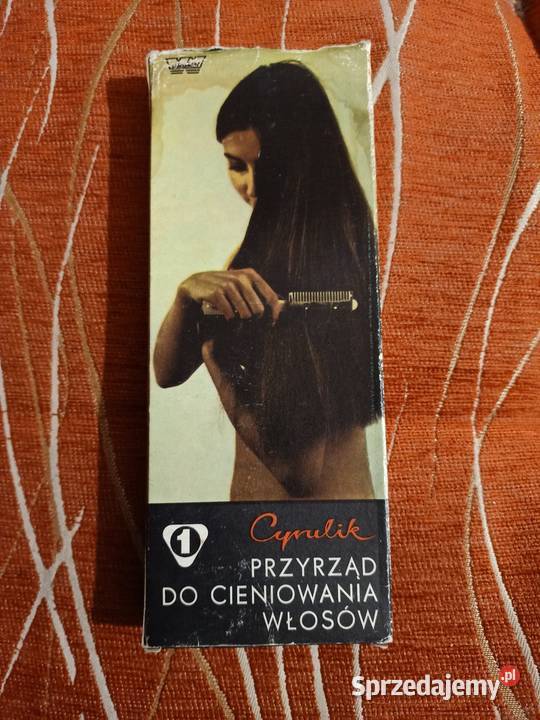 1
Cyrulik
PRZYRZĄD
DO CIENIOWANIA
WŁOSÓW
Sprzedajemy.pl